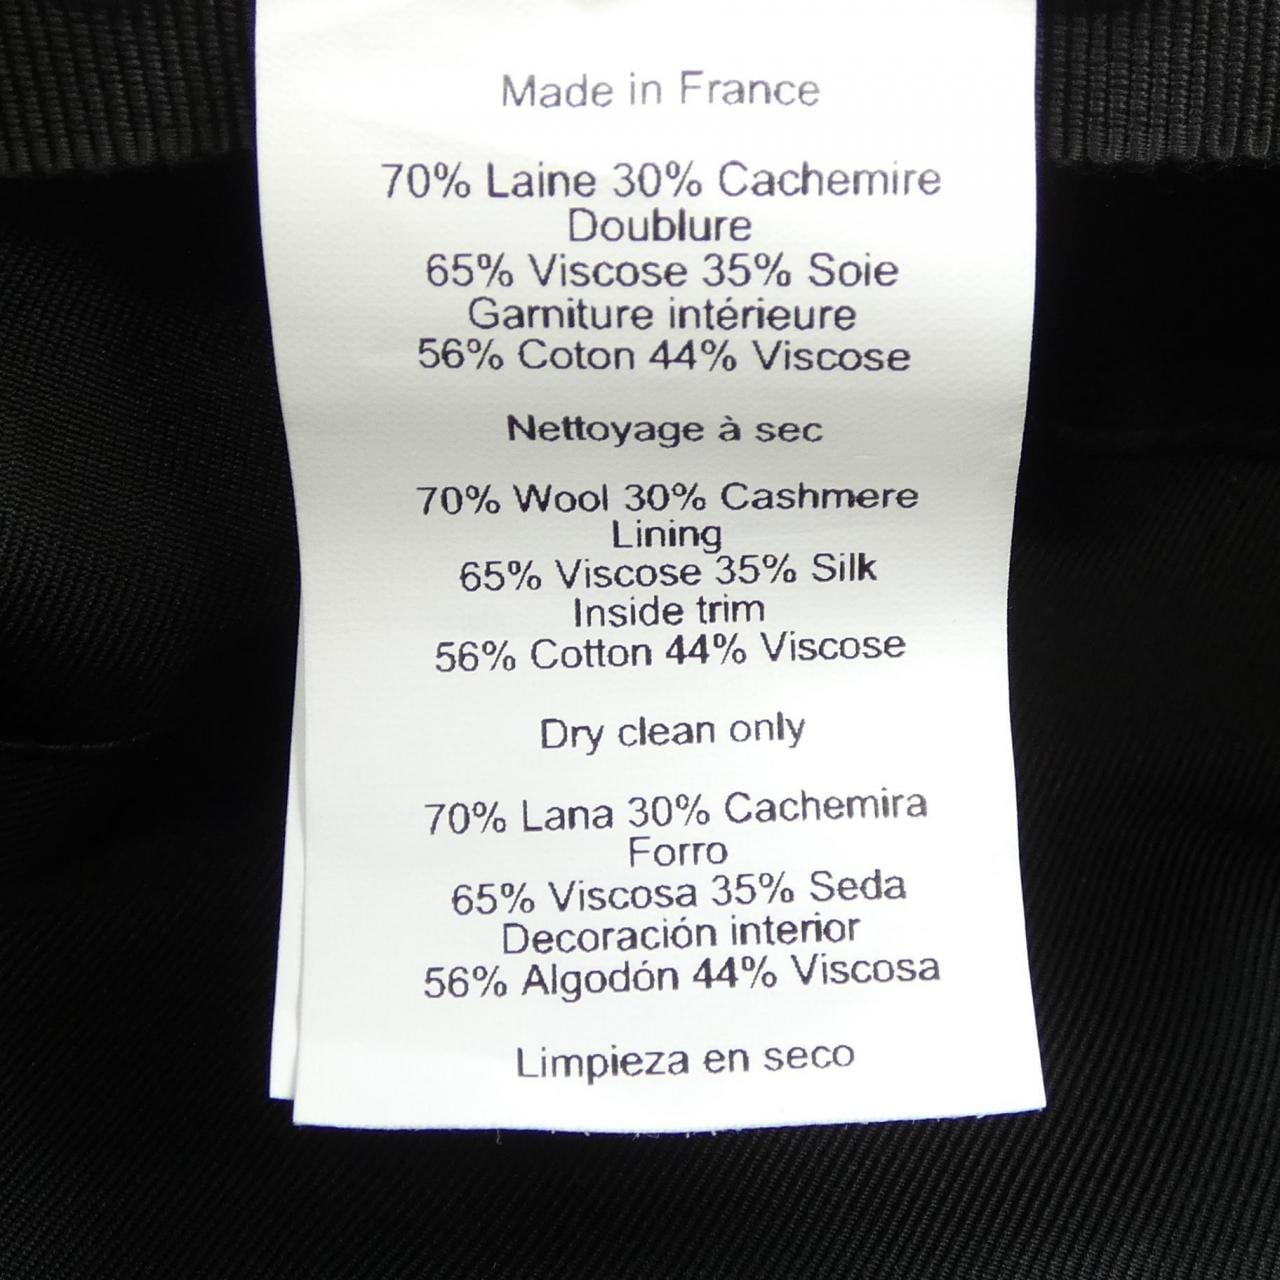 Made in France
70% Laine 30% Cachemire
Doublure
65% Viscose 35% Soie
Garniture intérieure
56% Coton 44% Viscose
Nettoyage à sec
70% Wool 30% Cashmere
Lining
65% Viscose 35% Silk
Inside trim
56% Cotton 44% Viscose
Dry clean only
70% Lana 30% Cachemira
Forro
65% Viscosa 35% Seda
Decoración interior
56% Algodón 44% Viscosa
Limpieza en seco